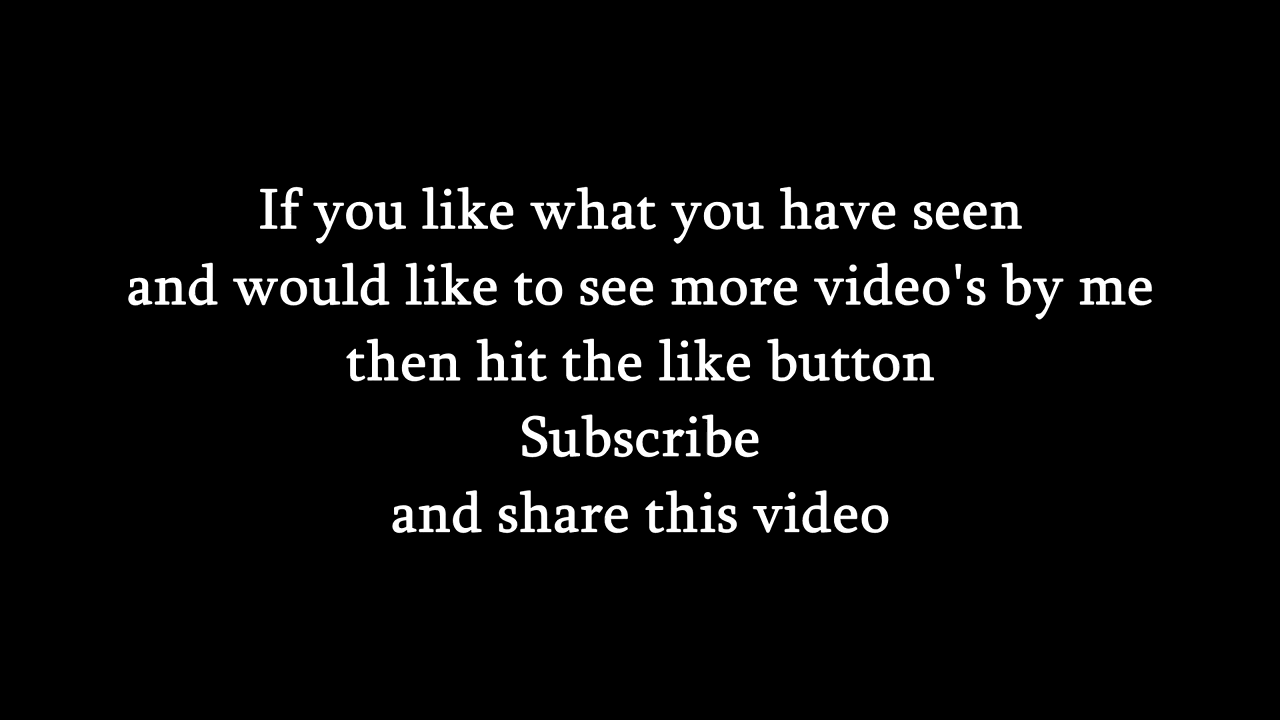 If you like what you have seen
and would like to see more video's by me
then hit the like button
Subscribe
and share this video